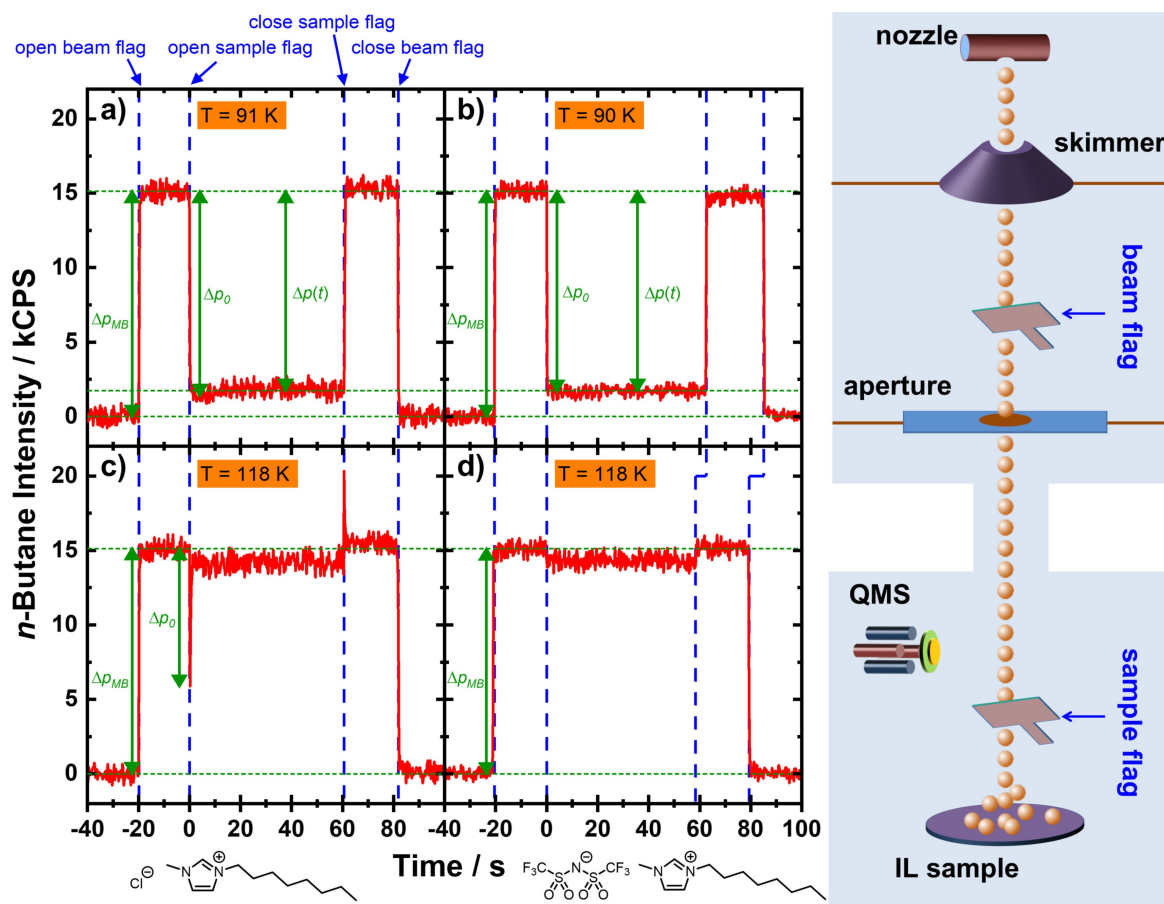 close sample flag
open beam flag
open sample flag
close beam flag
n-Butane Intensity / kCPS
20
15
10
5
0
a)
T = 91 K
Δp_MB
Δp_0
Δp(t)
b)
T = 90 K
Δp_MB
Δp_0
Δp(t)
20
15
10
5
0
c)
T = 118 K
Δp_MB
Δp_0
d)
T = 118 K
Δp_MB
-40 -20 0 20 40 60 80 -40 -20 0 20 40 60 80 100
Time / s
Cl⊖
N
⊕
N
F₃C
S
O O
N⊖
S
O O
CF₃
N
⊕
N
nozzle
skimmer
beam flag
aperture
QMS
sample flag
IL sample